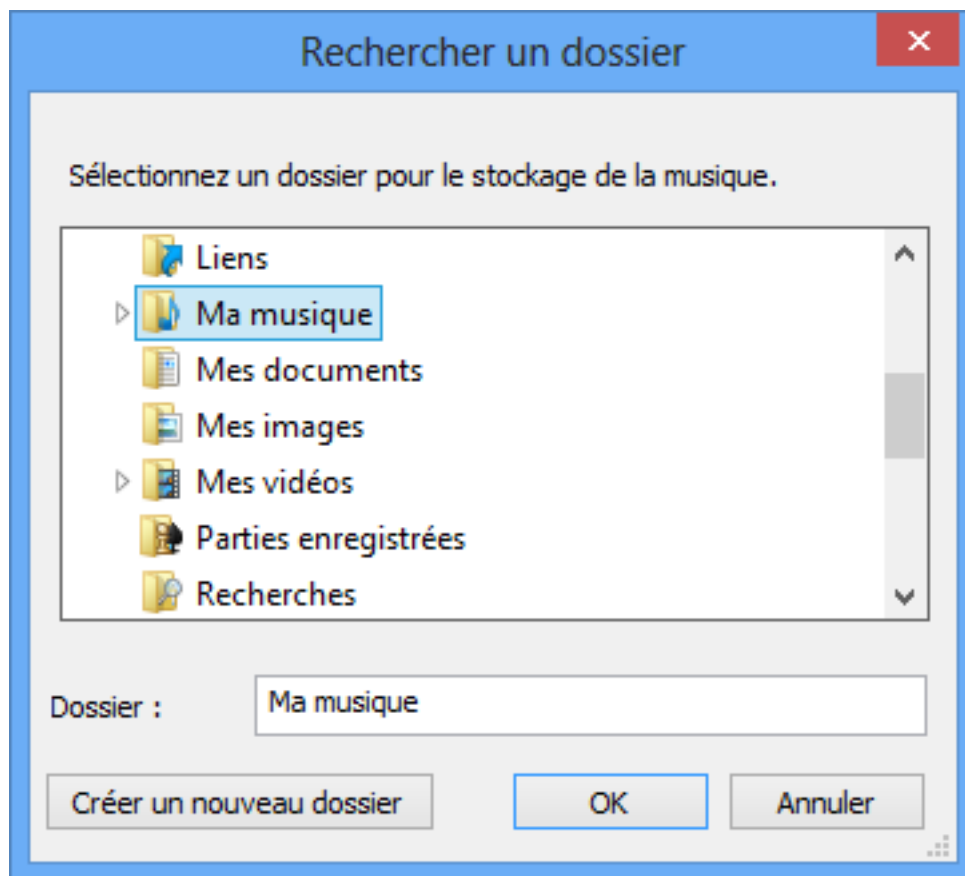 Rechercher un dossier
Sélectionnez un dossier pour le stockage de la musique.
Liens
Ma musique
Mes documents
Mes images
Mes vidéos
Parties enregistrées
Recherches
Dossier : Ma musique
Créer un nouveau dossier OK Annuler